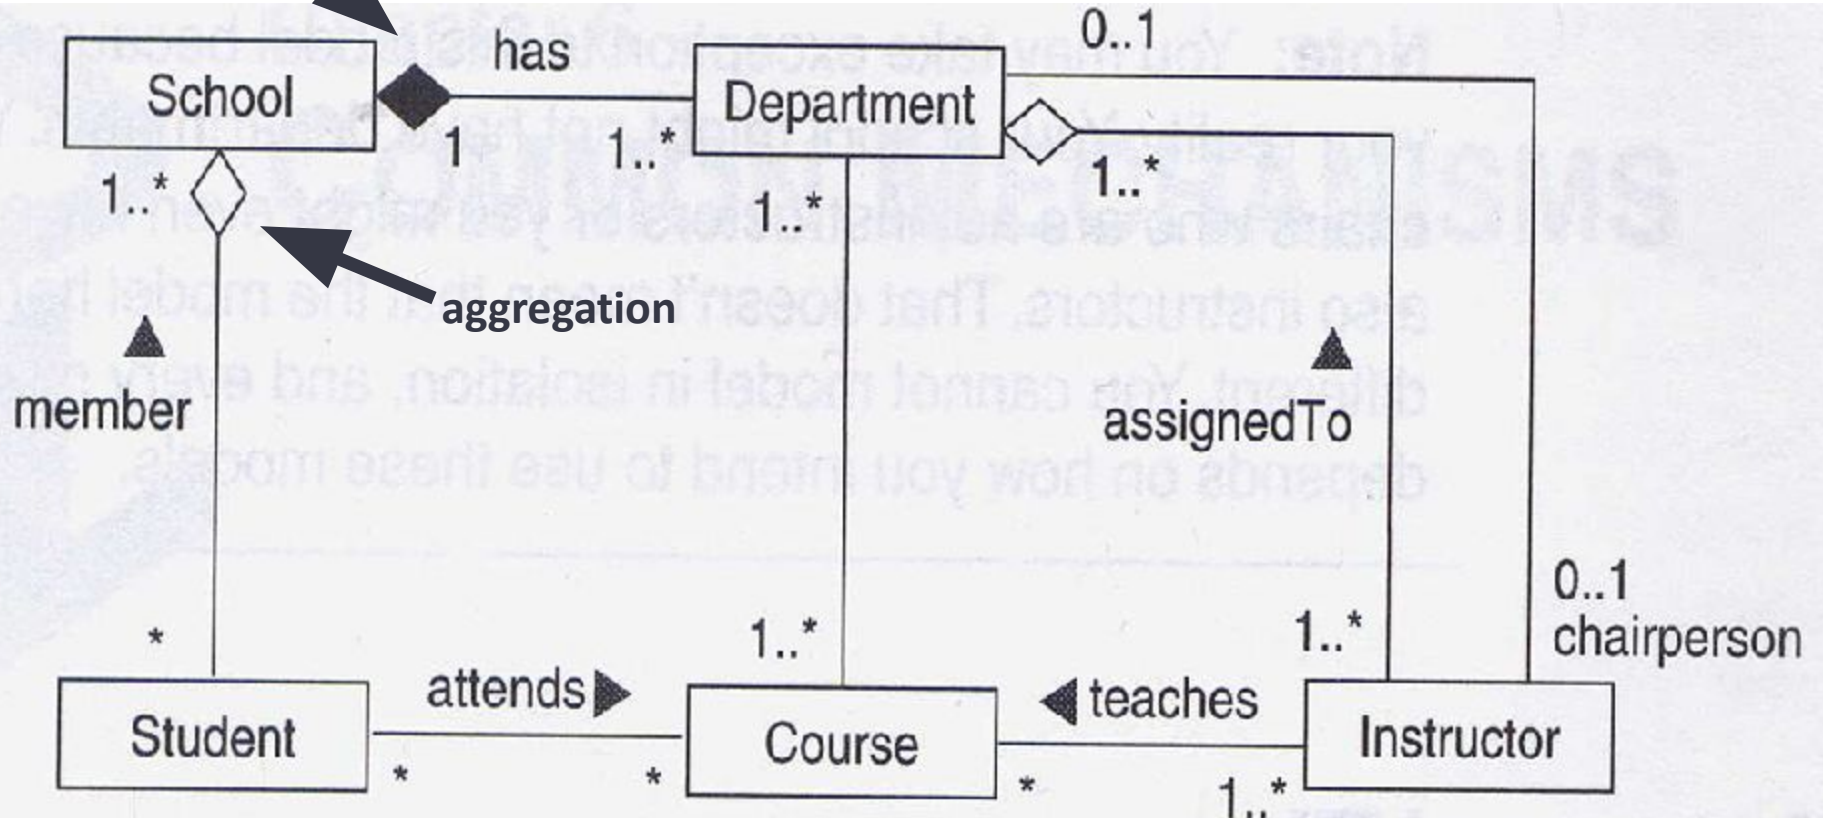 School
has
1
1..*
Department
0..1
1..*
1..*
1..*
aggregation
member
assignedTo
*
1..*
1..*
0..1
chairperson
Student
attends
*
*
Course
teaches
*
1..*
Instructor